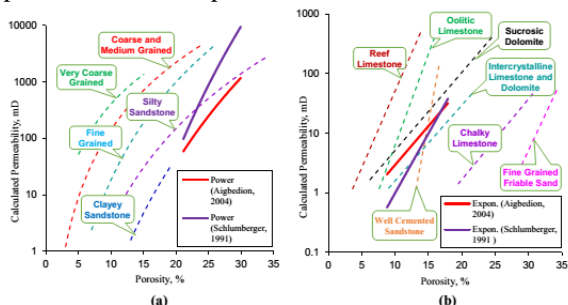 10000
1000
100
10
1
Calculated Permeability, mD
Coarse and
Medium Grained
Very Coarse
Grained
Silty
Sandstone
Fine
Grained
Clayey
Sandstone
Power
(Aigbedion,
2004)
Power
(Schlumberger,
1991)
0 5 10 15 20 25 30 35
Porosity, %
(a)
(b)
1000
100
10
1
0.1
Calculated Permeability, mD
Oolitic
Limestone
Sucrosic
Dolomite
Reef
Limestone
Intercrystalline
Limestone and
Dolomite
Chalky
Limestone
Fine Grained
Friable Sand
Well Cemented
Sandstone
Expon. (Aigbedion,
2004)
Expon. (Schlumberger,
1991 )
0 5 10 15 20 25 30 35
Porosity, %
(b)